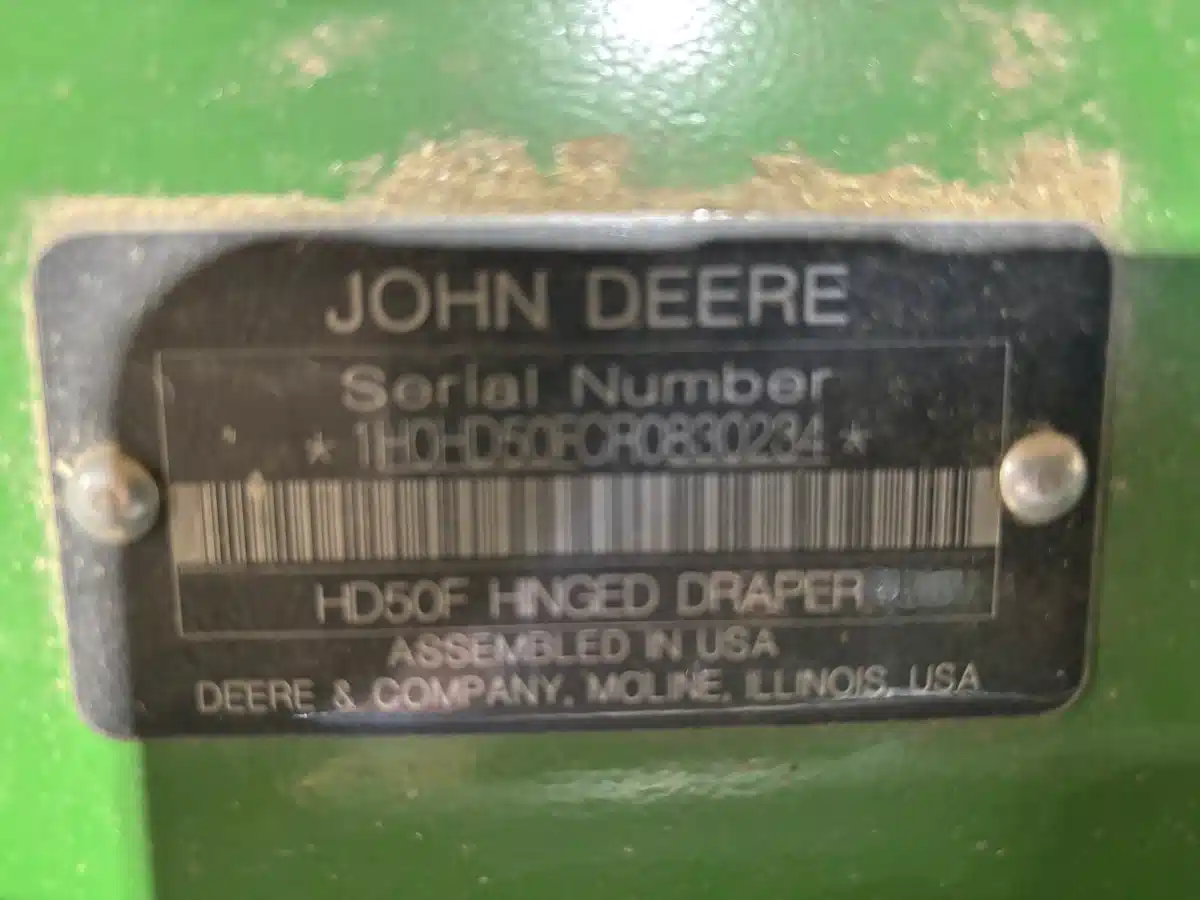 JOHN DEERE
Serial Number
* 1H0HD50FCR0830234 *
HD50F HINGED DRAPER
ASSEMBLED IN USA
DEERE & COMPANY, MOLINE, ILLINOIS, USA